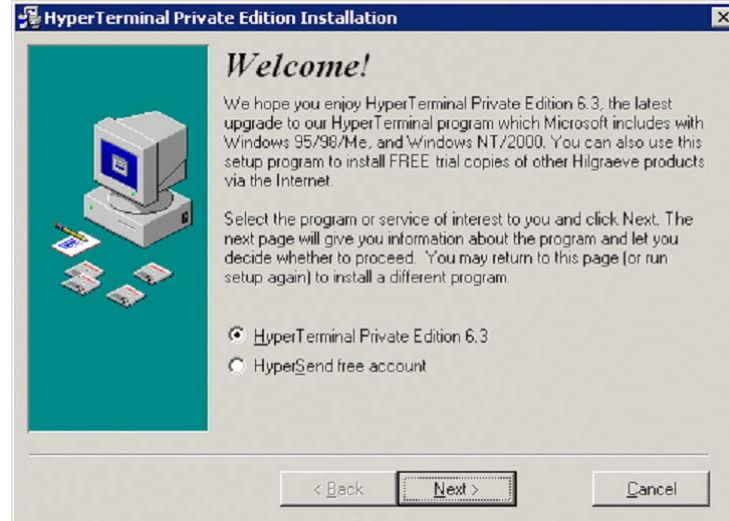 HyperTerminal Private Edition Installation
Welcome!
We hope you enjoy HyperTerminal Private Edition 6.3, the latest
upgrade to our HyperTerminal program which Microsoft includes with
Windows 95/98/Me, and Windows NT/2000. You can also use this
setup program to install FREE trial copies of other Hilgraeve products
via the Internet.
Select the program or service of interest to you and click Next. The
next page will give you information about the program and let you
decide whether to proceed. You may return to this page (or run
setup again) to install a different program.
HyperTerminal Private Edition 6.3
HyperSend free account
< Back
Next >
Cancel